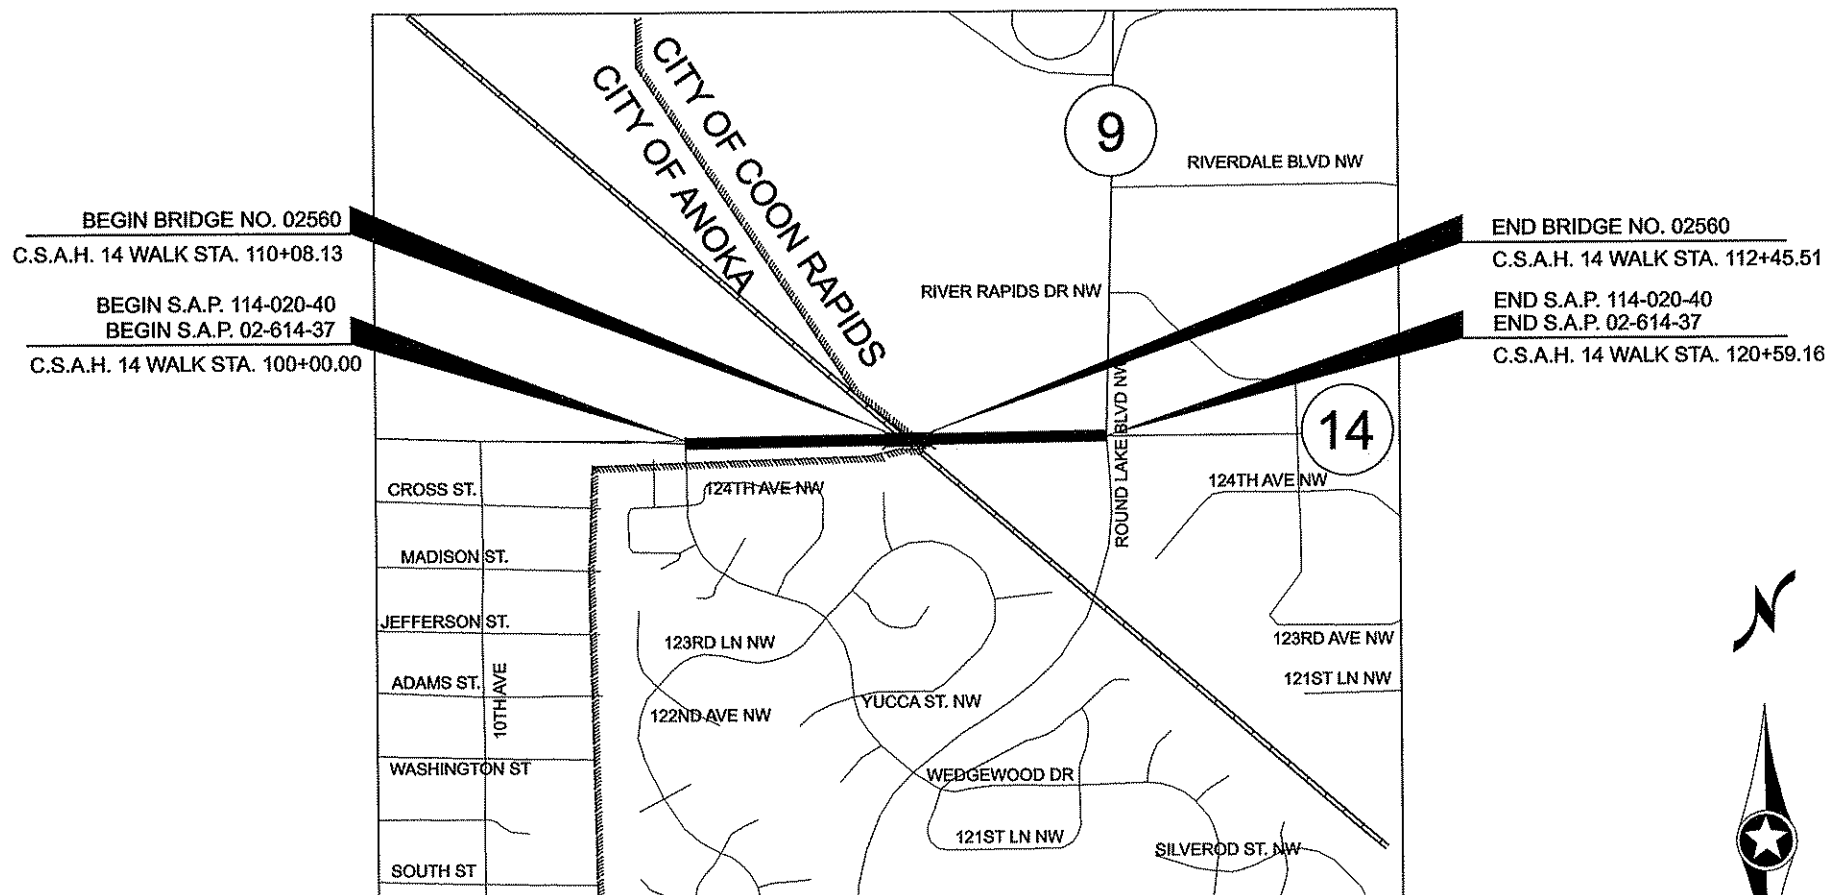 CITY OF COON RAPIDS
CITY OF ANOKA
9
RIVERDALE BLVD NW
BEGIN BRIDGE NO. 02560
C.S.A.H. 14 WALK STA. 110+08.13
END BRIDGE NO. 02560
C.S.A.H. 14 WALK STA. 112+45.51
RIVER RAPIDS DR NW
BEGIN S.A.P. 114-020-40
BEGIN S.A.P. 02-614-37
C.S.A.H. 14 WALK STA. 100+00.00
END S.A.P. 114-020-40
END S.A.P. 02-614-37
C.S.A.H. 14 WALK STA. 120+59.16
14
ROUND LAKE BLVD NW
CROSS ST.
124TH AVE NW
124TH AVE NW
MADISON ST.
JEFFERSON ST.
123RD LN NW
123RD AVE NW
N
ADAMS ST.
10TH AVE
121ST LN NW
122ND AVE NW
YUCCA ST. NW
WASHINGTON ST
WEDGEWOOD DR
121ST LN NW
SILVEROD ST. NW
SOUTH ST